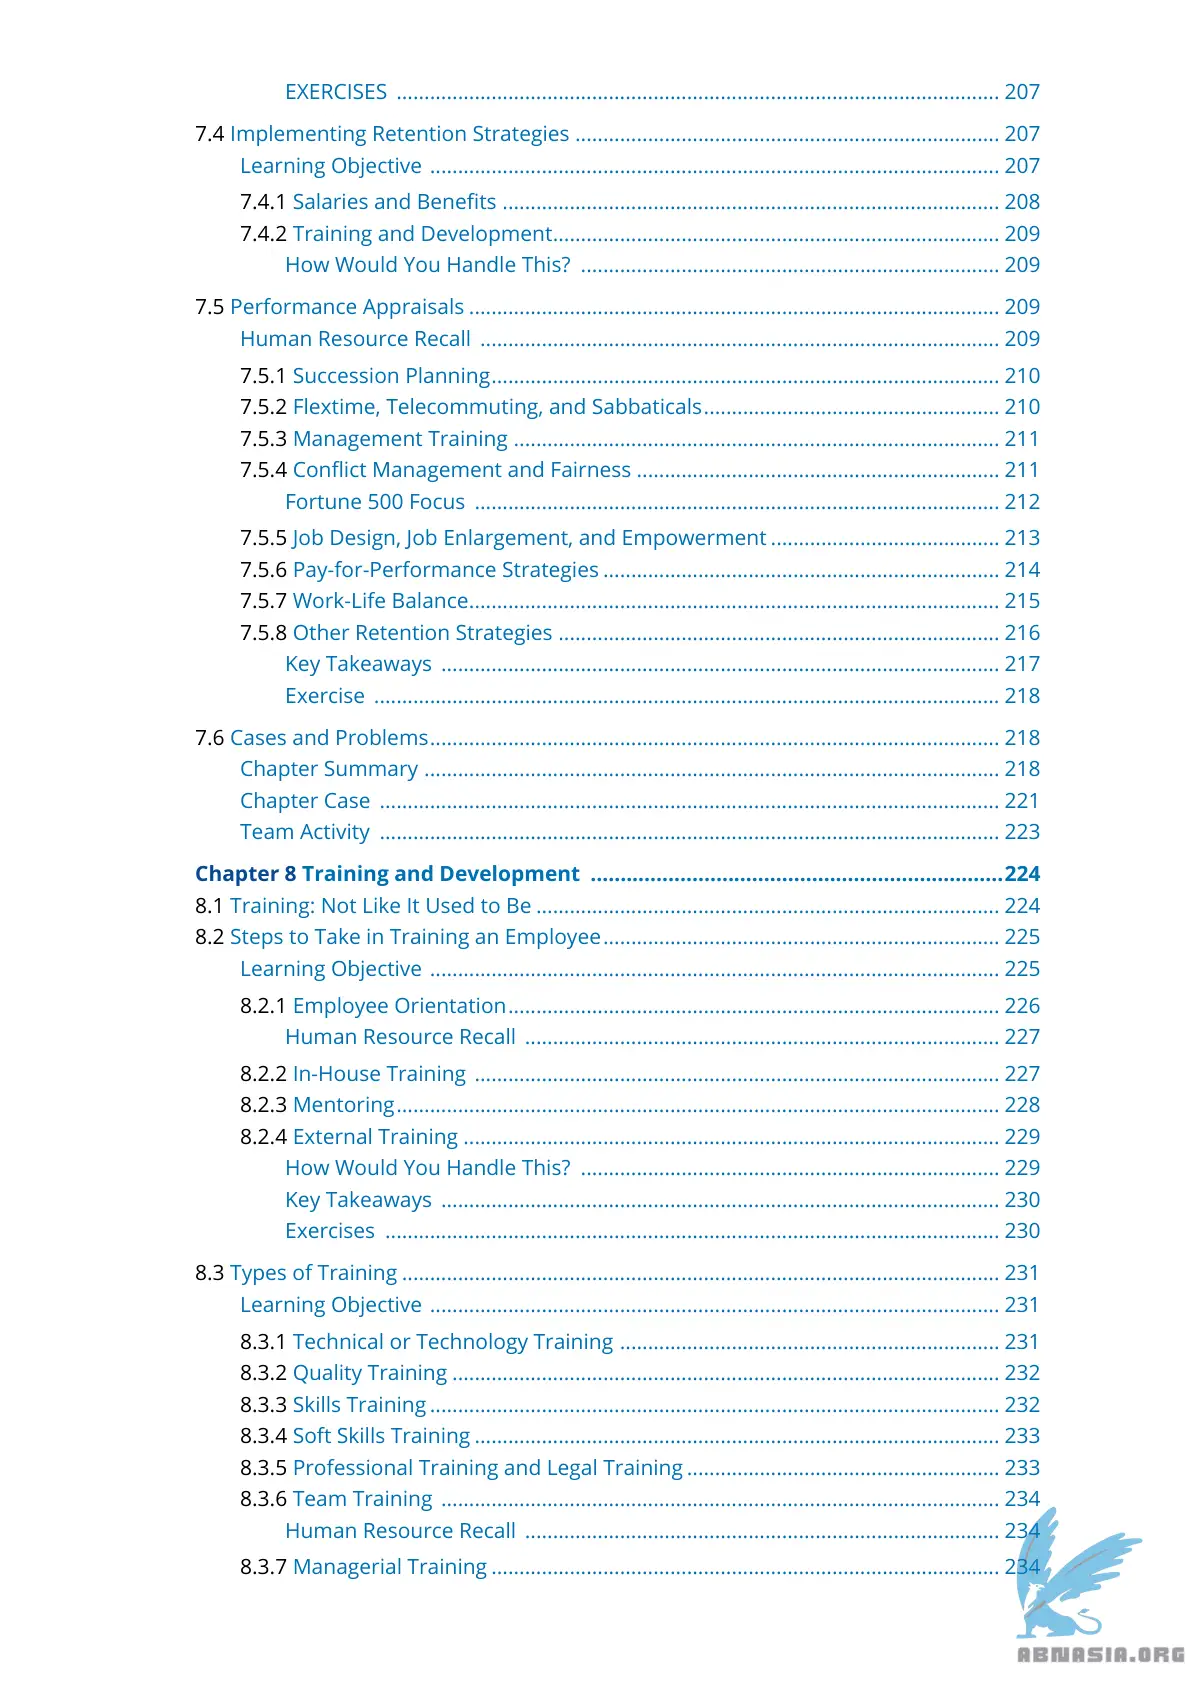 EXERCISES ........ 207
7.4 Implementing Retention Strategies ........ 207
Learning Objective ........ 207
7.4.1 Salaries and Benefits ........ 208
7.4.2 Training and Development ........ 209
How Would You Handle This? ........ 209
7.5 Performance Appraisals ........ 209
Human Resource Recall ........ 209
7.5.1 Succession Planning ........ 210
7.5.2 Flextime, Telecommuting, and Sabbaticals ........ 210
7.5.3 Management Training ........ 211
7.5.4 Conflict Management and Fairness ........ 211
Fortune 500 Focus ........ 212
7.5.5 Job Design, Job Enlargement, and Empowerment ........ 213
7.5.6 Pay-for-Performance Strategies ........ 214
7.5.7 Work-Life Balance ........ 215
7.5.8 Other Retention Strategies ........ 216
Key Takeaways ........ 217
Exercise ........ 218
7.6 Cases and Problems ........ 218
Chapter Summary ........ 218
Chapter Case ........ 221
Team Activity ........ 223
Chapter 8 Training and Development ........ 224
8.1 Training: Not Like It Used to Be ........ 224
8.2 Steps to Take in Training an Employee ........ 225
Learning Objective ........ 225
8.2.1 Employee Orientation ........ 226
Human Resource Recall ........ 227
8.2.2 In-House Training ........ 227
8.2.3 Mentoring ........ 228
8.2.4 External Training ........ 229
How Would You Handle This? ........ 229
Key Takeaways ........ 230
Exercises ........ 230
8.3 Types of Training ........ 231
Learning Objective ........ 231
8.3.1 Technical or Technology Training ........ 231
8.3.2 Quality Training ........ 232
8.3.3 Skills Training ........ 232
8.3.4 Soft Skills Training ........ 233
8.3.5 Professional Training and Legal Training ........ 233
8.3.6 Team Training ........ 234
Human Resource Recall ........ 234
8.3.7 Managerial Training ........ 234
ABNASIA.ORG